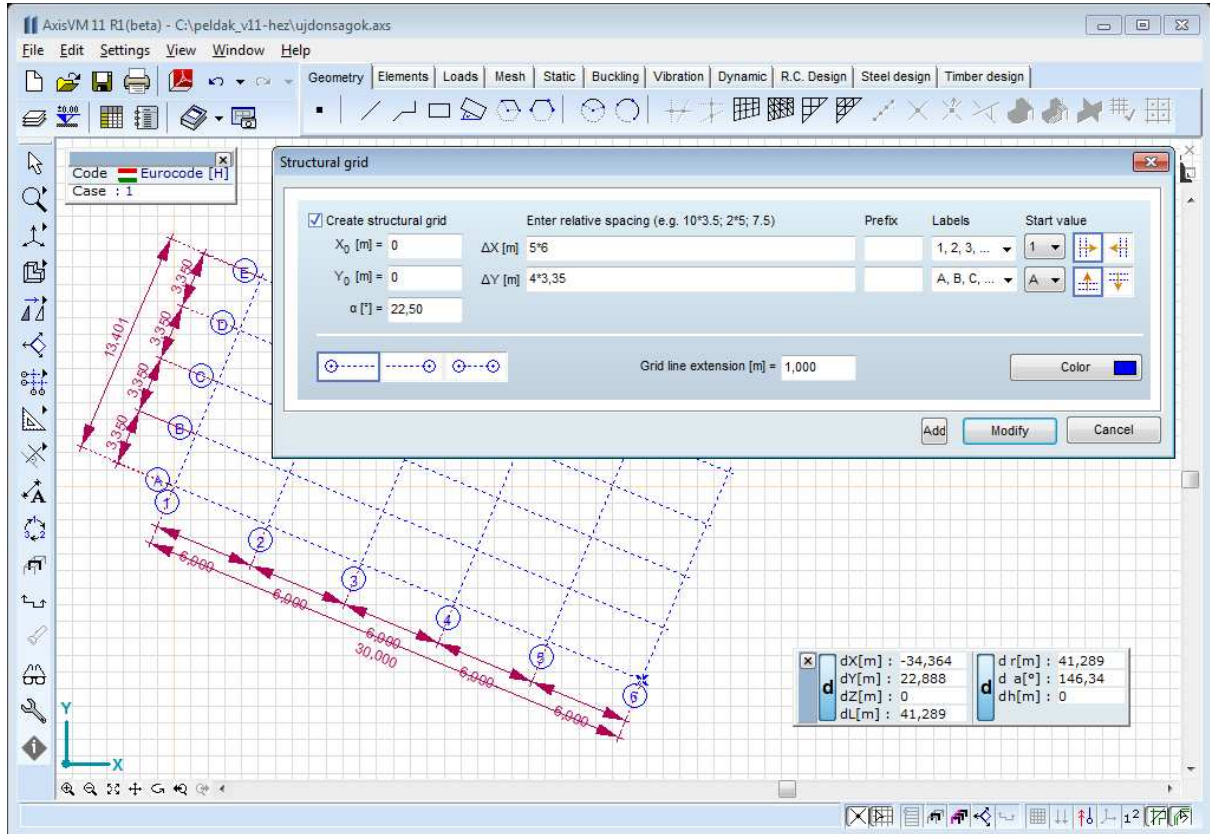 AxisVM 11 R1(beta) - C:\peldak_v11-hez\ujdonsagok.axs
File Edit Settings View Window Help
Geometry Elements Loads Mesh Static Buckling Vibration Dynamic R.C. Design Steel design Timber design
Code Eurocode [H]
Case : 1
Structural grid
Create structural grid Enter relative spacing (e.g. 10*3.5; 2*5; 7.5) Prefix Labels Start value
X0 [m] = 0 ΔX [m] 5*6 1, 2, 3, ... 1
Y0 [m] = 0 ΔY [m] 4*3,35 A, B, C, ... A
α [°] = 22,50
Grid line extension [m] = 1,000 Color
Add Modify Cancel
E
3,350
D
13,401
3,350
C
3,350
B
3,350
A
1
2
6,000
3
6,000
4
6,000
30,000
5
6,000
6
6,000
dX[m] : -34,364
dY[m] : 22,888
dZ[m] : 0
dL[m] : 41,289
d r[m] : 41,289
d a[°] : 146,34
dh[m] : 0
d
d
Y
X